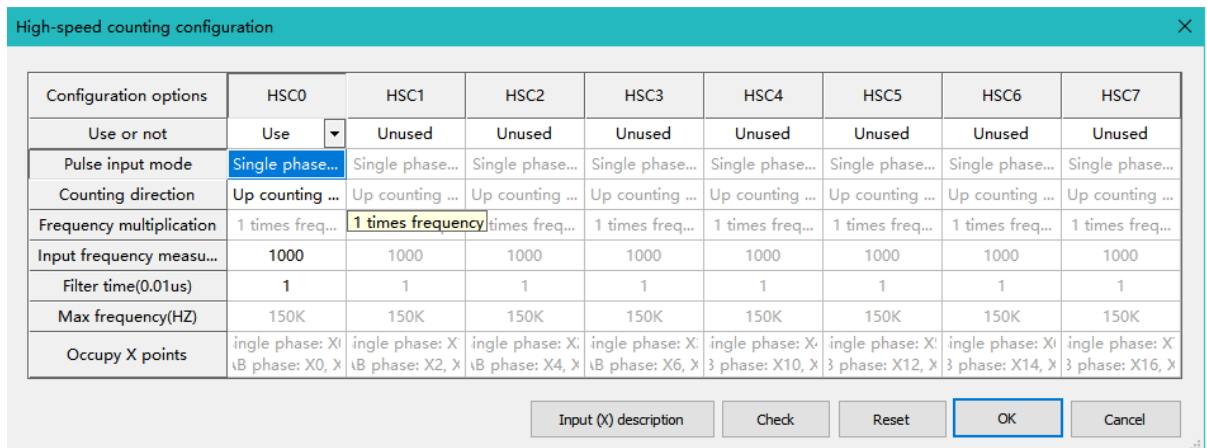 High-speed counting configuration
Configuration options HSC0 HSC1 HSC2 HSC3 HSC4 HSC5 HSC6 HSC7
Use or not Use Unused Unused Unused Unused Unused Unused Unused
Pulse input mode Single phase... Single phase... Single phase... Single phase... Single phase... Single phase... Single phase... Single phase...
Counting direction Up counting ... Up counting ... Up counting ... Up counting ... Up counting ... Up counting ... Up counting ... Up counting ...
Frequency multiplication 1 times freq... 1 times frequency times freq... 1 times freq... 1 times freq... 1 times freq... 1 times freq... 1 times freq...
Input frequency measu... 1000 1000 1000 1000 1000 1000 1000 1000
Filter time(0.01us) 1 1 1 1 1 1 1 1
Max frequency(HZ) 150K 150K 150K 150K 150K 150K 150K 150K
Occupy X points
ingle phase: X ingle phase: X ingle phase: X ingle phase: X ingle phase: X ingle phase: X ingle phase: X ingle phase: X
B phase: X0, X B phase: X2, X B phase: X4, X B phase: X6, X phase: X10, X phase: X12, X phase: X14, X phase: X16, X
Input (X) description Check Reset OK Cancel